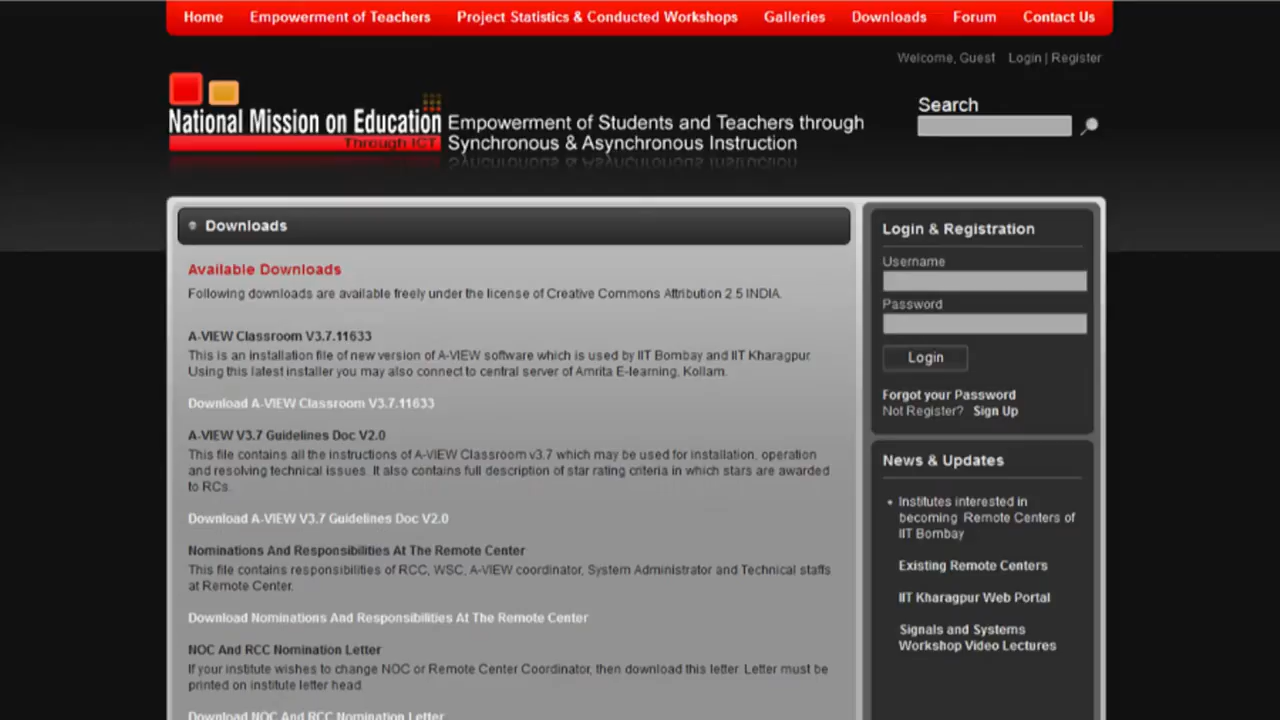 Home Empowerment of Teachers Project Statistics & Conducted Workshops Galleries Downloads Forum Contact Us
Welcome, Guest Login | Register
National Mission on Education
Through ICT
Empowerment of Students and Teachers through
Synchronous & Asynchronous Instruction
Search
Downloads
Available Downloads
Following downloads are available freely under the license of Creative Commons Attribution 2.5 INDIA.
A-VIEW Classroom V3.7.11633
This is an installation file of new version of A-VIEW software which is used by IIT Bombay and IIT Kharagpur.
Using this latest installer you may also connect to central server of Amrita E-learning, Kollam.
Download A-VIEW Classroom V3.7.11633
A-VIEW V3.7 Guidelines Doc V2.0
This file contains all the instructions of A-VIEW Classroom v3.7 which may be used for installation, operation
and resolving technical issues. It also contains full description of star rating criteria in which stars are awarded
to RCs.
Download A-VIEW V3.7 Guidelines Doc V2.0
Nominations And Responsibilities At The Remote Center
This file contains responsibilities of RCC, WSC, A-VIEW coordinator, System Administrator and Technical staffs
at Remote Center.
Download Nominations And Responsibilities At The Remote Center
NOC And RCC Nomination Letter
If your institute wishes to change NOC or Remote Center Coordinator, then download this letter. Letter must be
printed on institute letter head.
Download NOC And RCC Nomination Letter
Login & Registration
Username
Password
Login
Forgot your Password
Not Register? Sign Up
News & Updates
Institutes interested in
becoming Remote Centers of
IIT Bombay
Existing Remote Centers
IIT Kharagpur Web Portal
Signals and Systems
Workshop Video Lectures